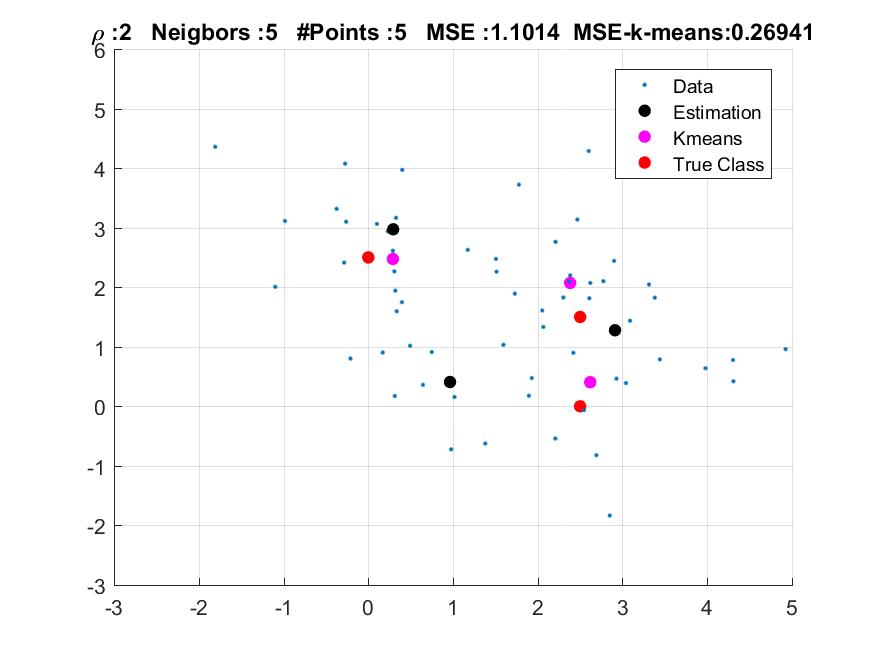 ρ :2 Neigbors :5 #Points :5 MSE :1.1014 MSE-k-means:0.26941
6
5
4
3
2
1
0
-1
-2
-3
-3 -2 -1 0 1 2 3 4 5
Data
Estimation
Kmeans
True Class